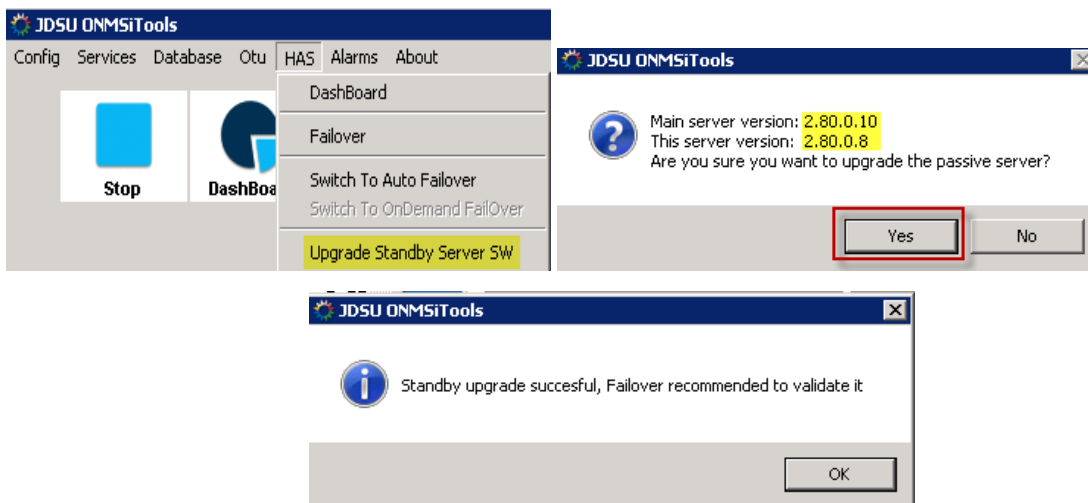 JDSU ONMSiTools
Config Services Database Otu HAS Alarms About
Stop
DashBoa
DashBoard
Failover
Switch To Auto Failover
Switch To OnDemand FailOver
Upgrade Standby Server SW
JDSU ONMSiTools
Main server version: 2.80.0.10
This server version: 2.80.0.8
Are you sure you want to upgrade the passive server?
Yes No
JDSU ONMSiTools
Standby upgrade succesful, Failover recommended to validate it
OK